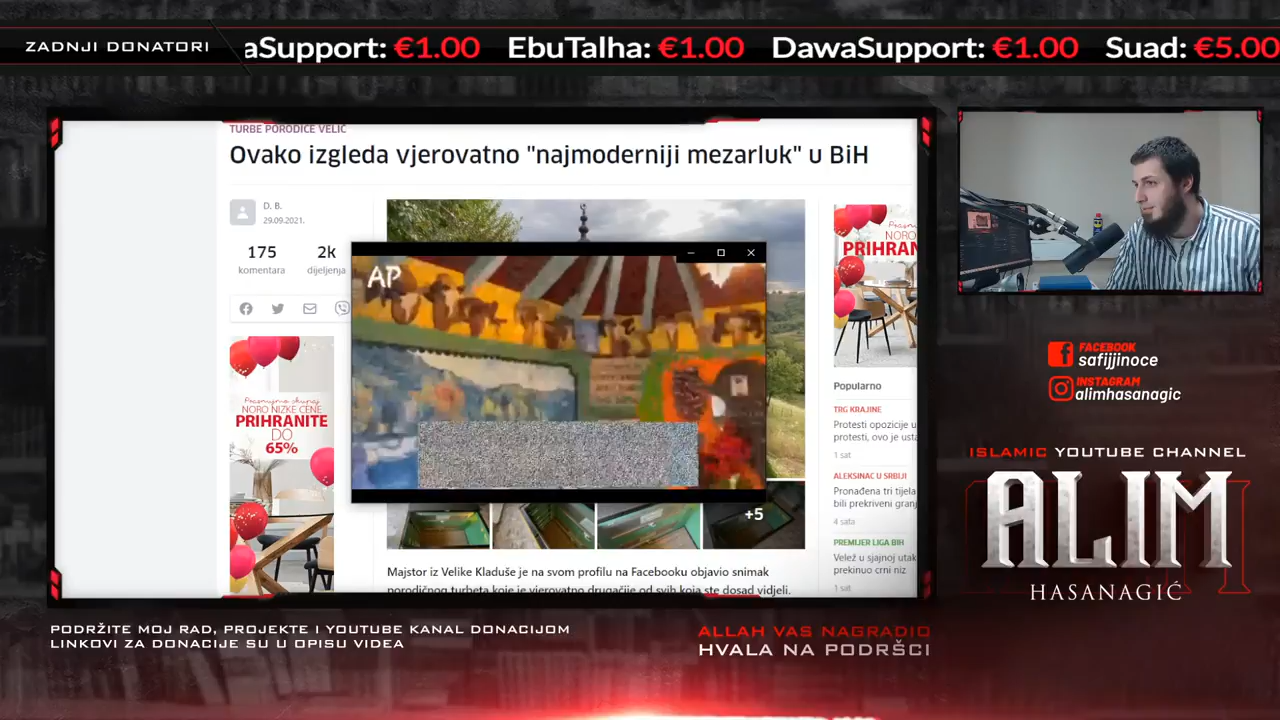 ZADNJI DONATORI
aSupport: €1.00 EbuTalha: €1.00 DawaSupport: €1.00 Suad: €5.00
TURBE PORODICE VELIĆ
Ovako izgleda vjerovatno "najmoderniji mezarluk" u BiH
D. B.
29.09.2021.
175
komentara
2k
dijeljenja
AP
NORO NIZKE CENE
PRIHRANITE
DO
65%
NORO
PRIHRAN
Popularno
TRG KRAJINE
Protesti opozicije u
protesti, ovo je usta
1 sat
ALEKSINAC U SRBIJI
Pronađena tri tijela
bili prekriveni granj
4 sata
PREMIJER LIGA BIH
Velež u sjajnoj utak
prekinuo crni niz
1 sat
+5
Majstor iz Velike Kladuše je na svom profilu na Facebooku objavio snimak
porodičnog turbeta koje je vjerovatno drugačije od svih koja ste dosad vidjeli.
FACEBOOK
safijjinoce
INSTAGRAM
alimhasanagic
ISLAMIC YOUTUBE CHANNEL
ALIM
HASANAGIĆ
PODRŽITE MOJ RAD, PROJEKTE I YOUTUBE KANAL DONACIJOM
LINKOVI ZA DONACIJE SU U OPISU VIDEA
ALLAH VAS NAGRADIO
HVALA NA PODRŠCI